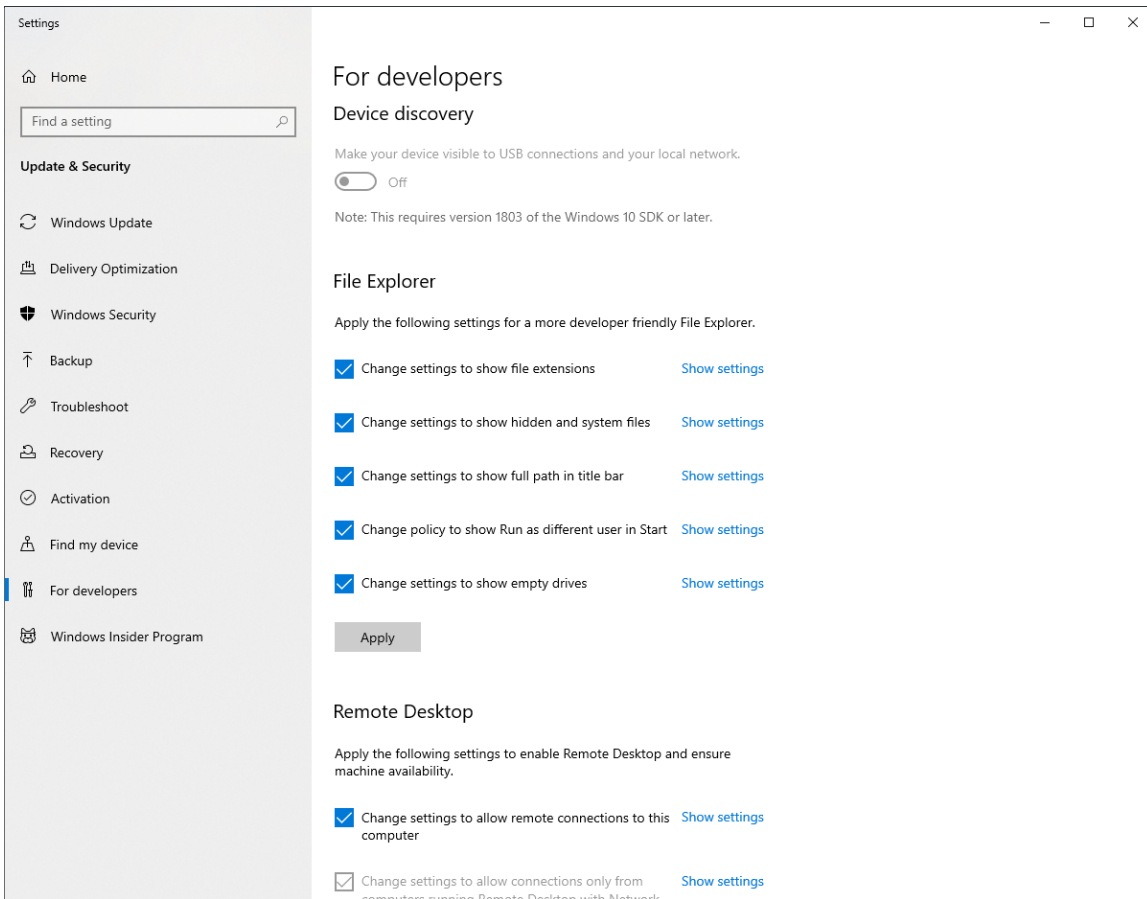 Settings
Home
Find a setting
Update & Security
Windows Update
Delivery Optimization
Windows Security
Backup
Troubleshoot
Recovery
Activation
Find my device
For developers
Windows Insider Program
For developers
Device discovery
Make your device visible to USB connections and your local network.
Off
Note: This requires version 1803 of the Windows 10 SDK or later.
File Explorer
Apply the following settings for a more developer friendly File Explorer.
Change settings to show file extensions Show settings
Change settings to show hidden and system files Show settings
Change settings to show full path in title bar Show settings
Change policy to show Run as different user in Start Show settings
Change settings to show empty drives Show settings
Apply
Remote Desktop
Apply the following settings to enable Remote Desktop and ensure
machine availability.
Change settings to allow remote connections to this Show settings
computer
Change settings to allow connections only from Show settings
computers running Remote Desktop with Network